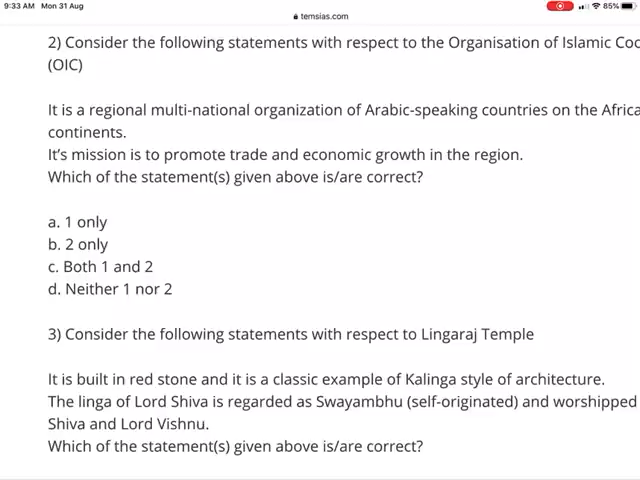 9:33 AM Mon 31 Aug
85%
ternsias.com
2) Consider the following statements with respect to the Organisation of Islamic
(OIC)
It is a regional multi-national organization of Arabic-speaking countries on the
continents.
It's mission is to promote trade and economic growth in the region.
Which of the statement(s) given above is/are correct?
a. 1 only
b. 2 only
c. Both 1 and 2
d. Neither 1 nor 2
3) Consider the following statements with respect to Lingaraj Temple
It is built in red stone and it is a classic example of Kalinga style of architecture.
The linga of Lord Shiva is regarded as Swayambhu (self-originated) and worshipped
Shiva and Lord Vishnu.
Which of the statement(s) given above is/are correct?